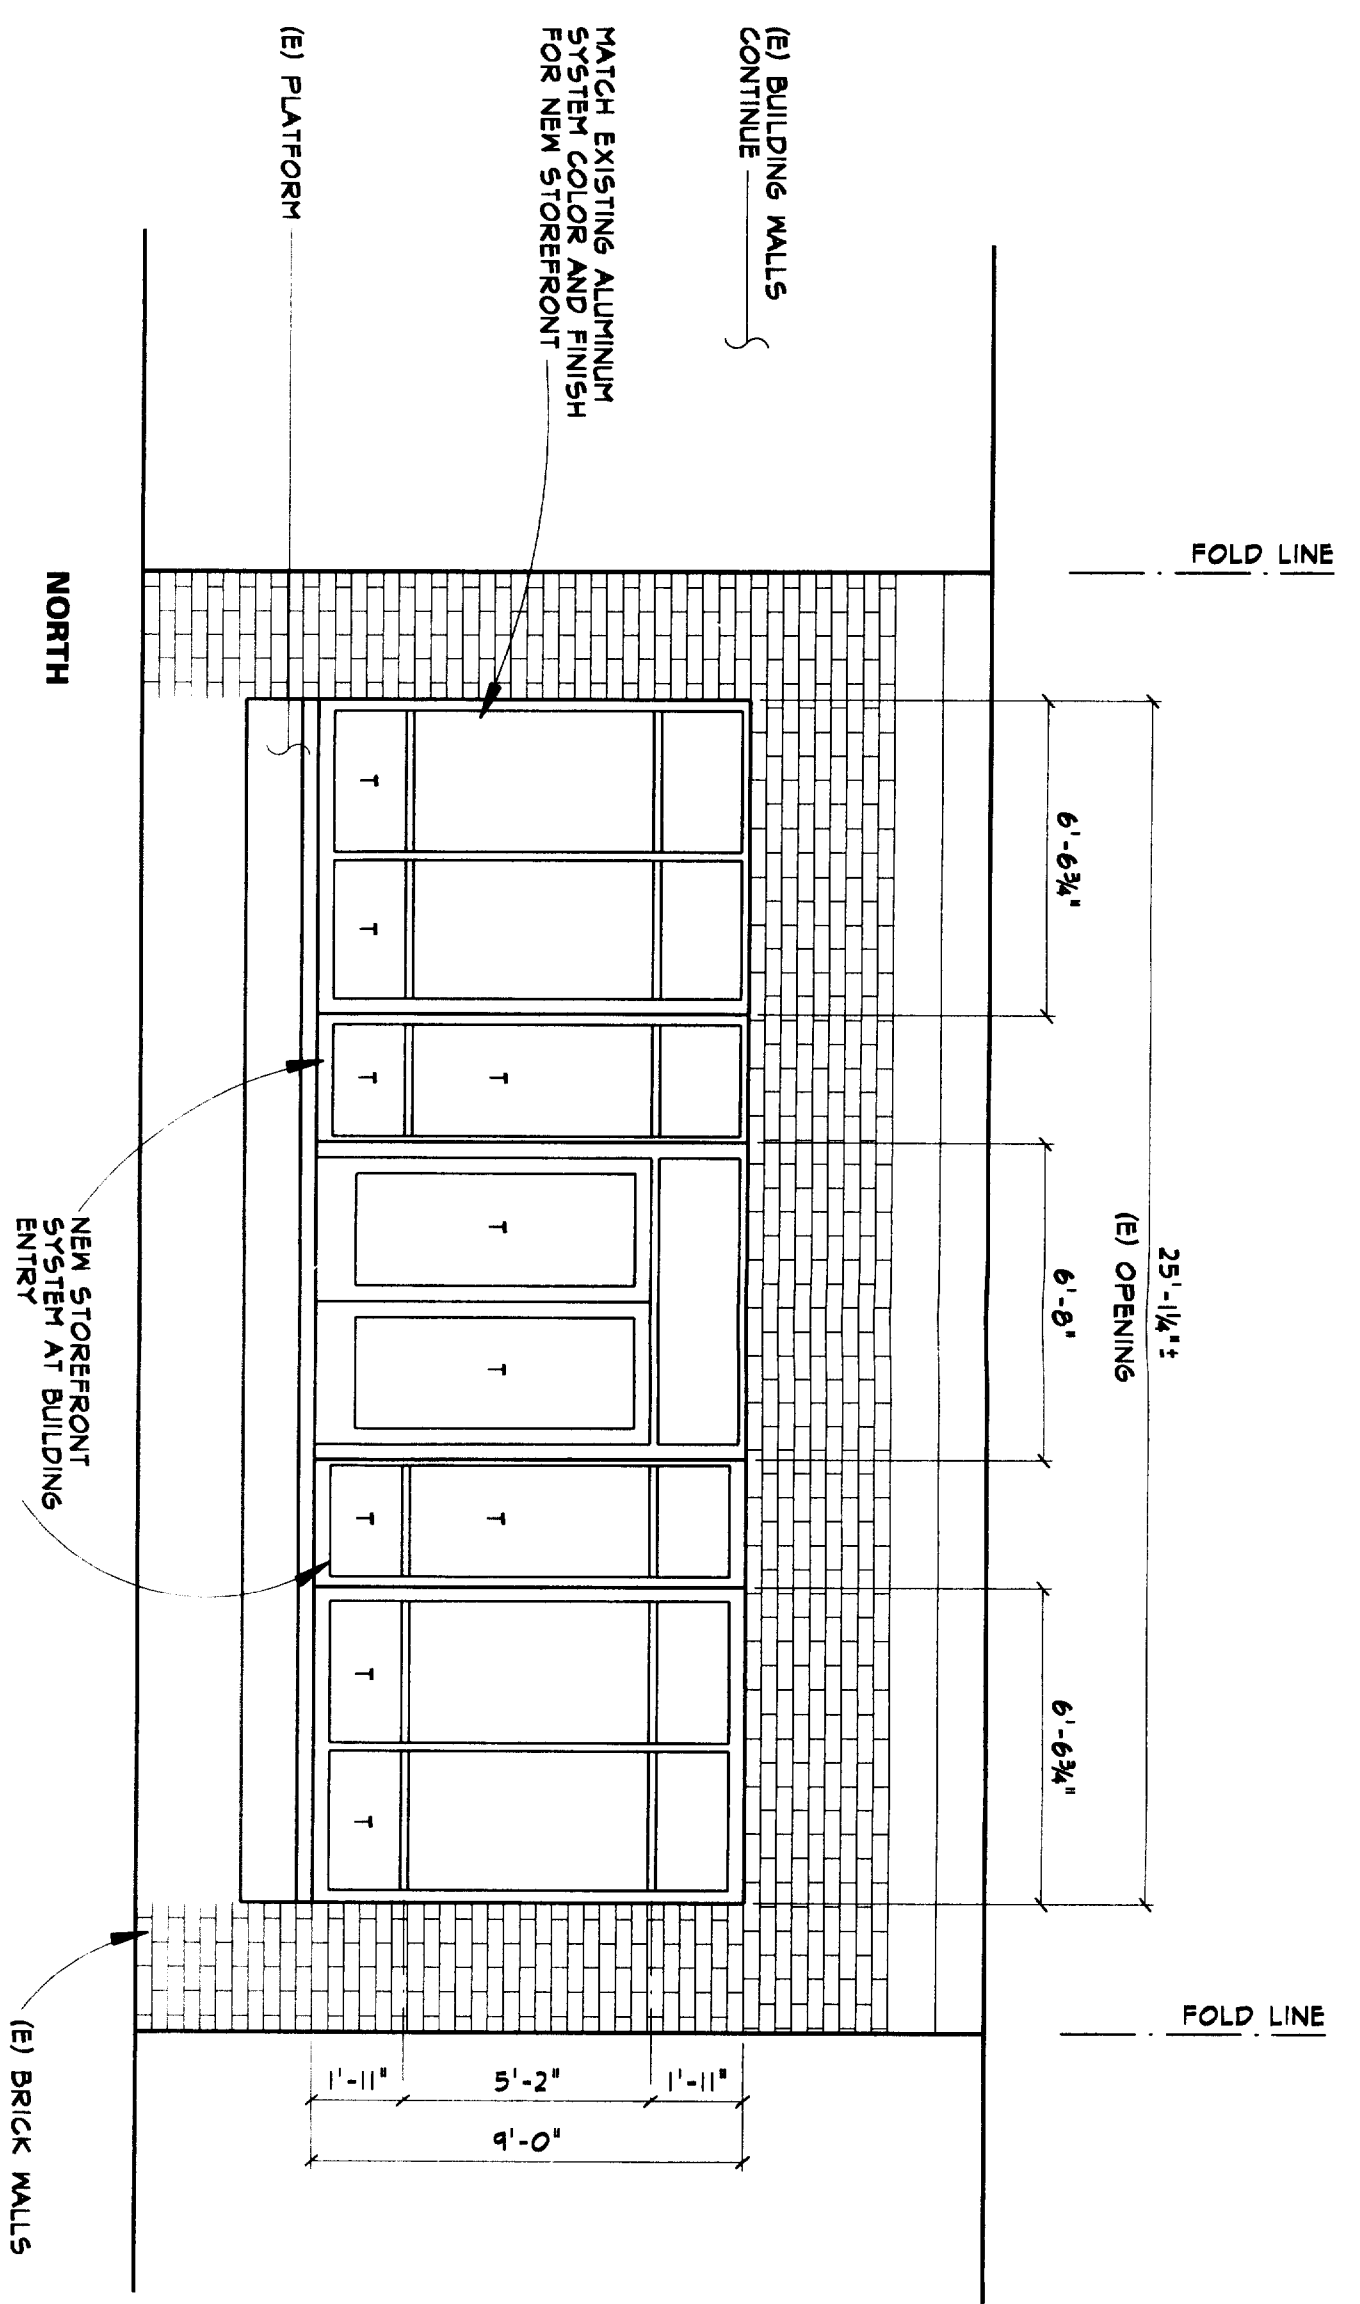 FOLD LINE
FOLD LINE
25'-1¼"±
(E) OPENING
6'-6¾"
6'-8"
6'-6¾"
(E) BUILDING WALLS
CONTINUE
MATCH EXISTING ALUMINUM
SYSTEM COLOR AND FINISH
FOR NEW STOREFRONT
(E) PLATFORM
T
T
T
T
T
T
T
T
T
T
1'-11"
5'-2"
1'-11"
9'-0"
NEW STOREFRONT
SYSTEM AT BUILDING
ENTRY
(E) BRICK WALLS
NORTH